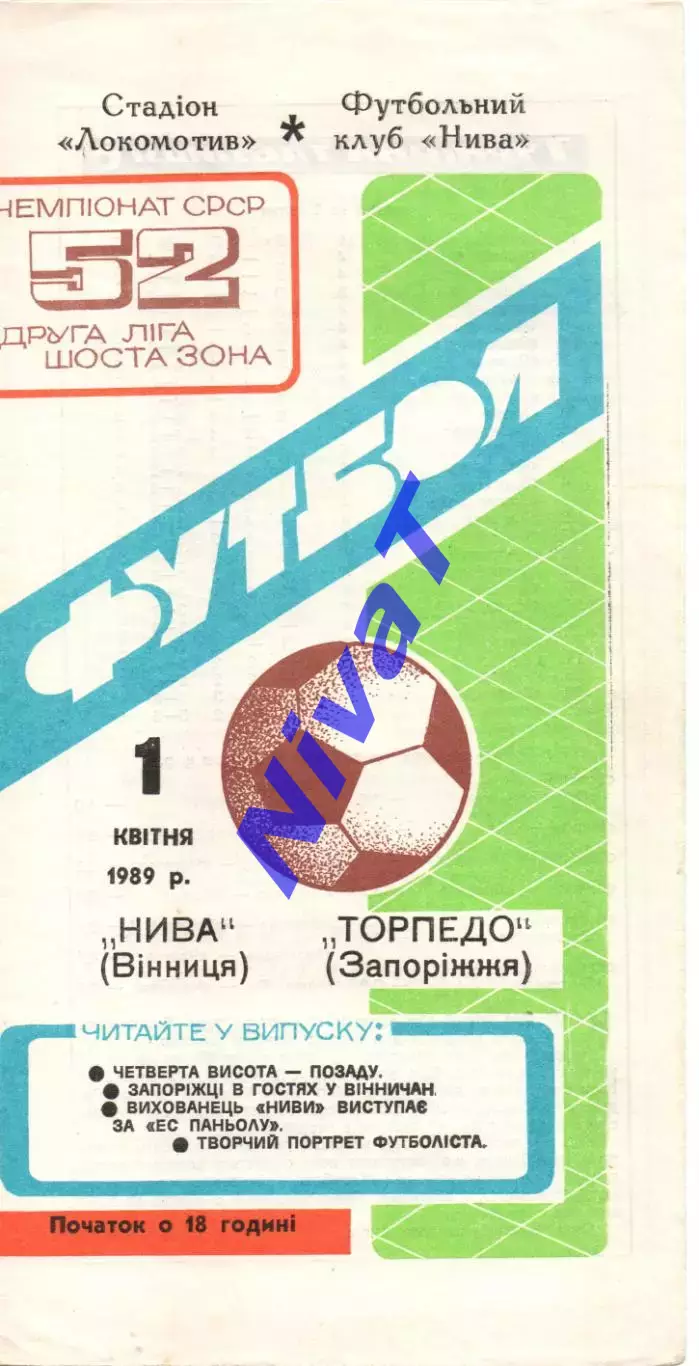 Стадіон
«Локомотив»
*
Футбольний
клуб «Нива»
ЧЕМПІОНАТ СРСР
52
ДРУГА ЛІГА
ШОСТА ЗОНА
ФУТБОЛ
1
КВІТНЯ
1989 р.
„НИВА“
(Вінниця)
„ТОРПЕДО“
(Запоріжжя)
ЧИТАЙТЕ У ВИПУСКУ:
● ЧЕТВЕРТА ВИСОТА — ПОЗАДУ.
● ЗАПОРІЖЦІ В ГОСТЯХ У ВІННИЧАН.
● ВИХОВАНЕЦЬ «НИВИ» ВИСТУПАЄ
ЗА «ЕС ПАНЬОЛУ».
● ТВОРЧИЙ ПОРТРЕТ ФУТБОЛІСТА.
Початок о 18 годині
NivaT